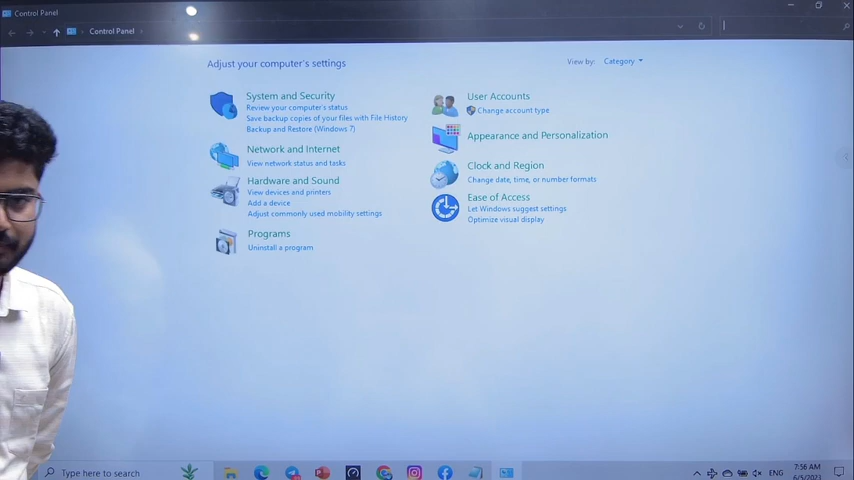 Control Panel
Control Panel
Adjust your computer's settings
View by: Category
System and Security
Review your computer's status
Save backup copies of your files with File History
Backup and Restore (Windows 7)
Network and Internet
View network status and tasks
Hardware and Sound
View devices and printers
Add a device
Adjust commonly used mobility settings
Programs
Uninstall a program
User Accounts
Change account type
Appearance and Personalization
Clock and Region
Change date, time, or number formats
Ease of Access
Let Windows suggest settings
Optimize visual display
Type here to search
ENG
7:56 AM